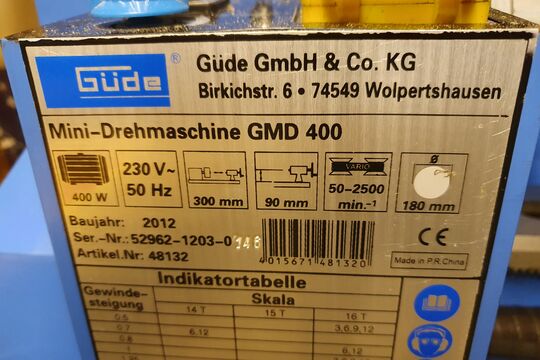 Güde ®
Güde GmbH & Co. KG
Birkichstr. 6 • 74549 Wolpertshausen
Mini-Drehmaschine GMD 400
400 W
230 V~
50 Hz
300 mm
90 mm
VARIO
50-2500
min.-1
Ø
180 mm
Baujahr: 2012
Ser.-Nr.: 52962-1203-0
Artikel.Nr: 48132
4015671481320
CE
Made in P.R.China
Indikatortabelle
Gewinde-
steigung
Skala
14 T 15 T 16 T
0.5
0.7 6,12 3,6,9,12
0.8
1 6,12